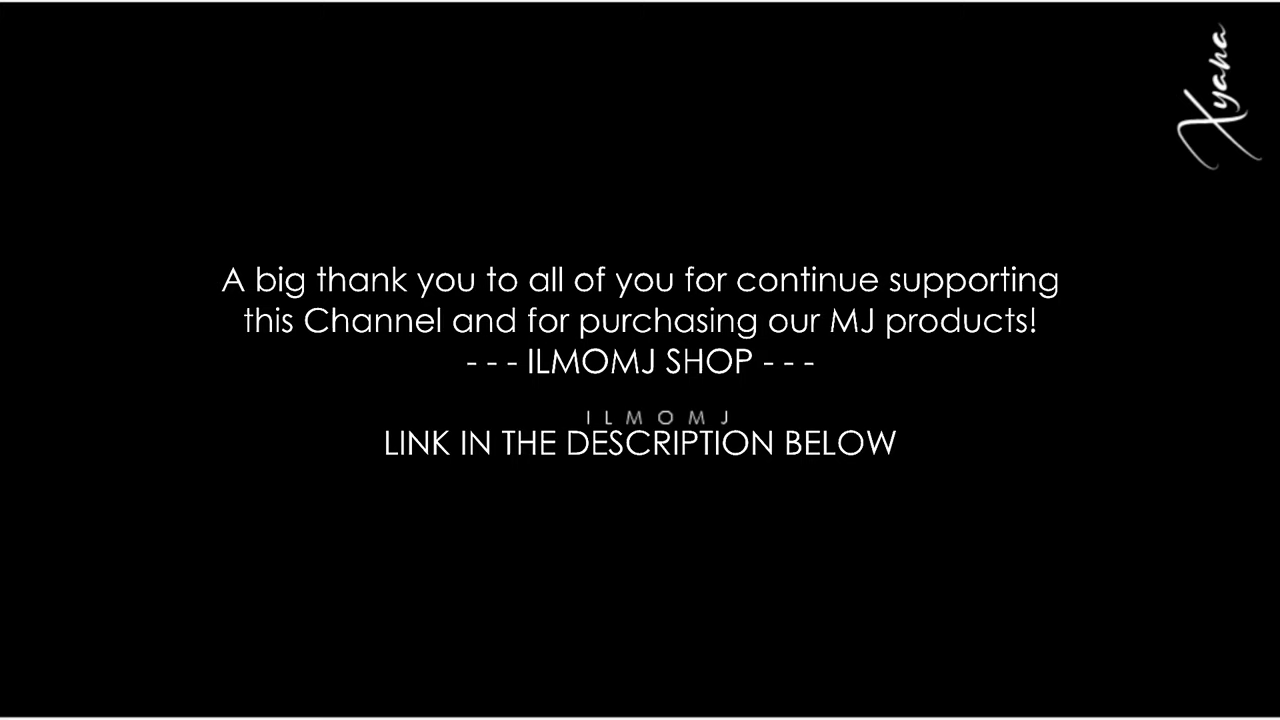 Xyana
A big thank you to all of you for continue supporting
this Channel and for purchasing our MJ products!
- - - ILMOMJ SHOP - - -
ILMOMJ
LINK IN THE DESCRIPTION BELOW